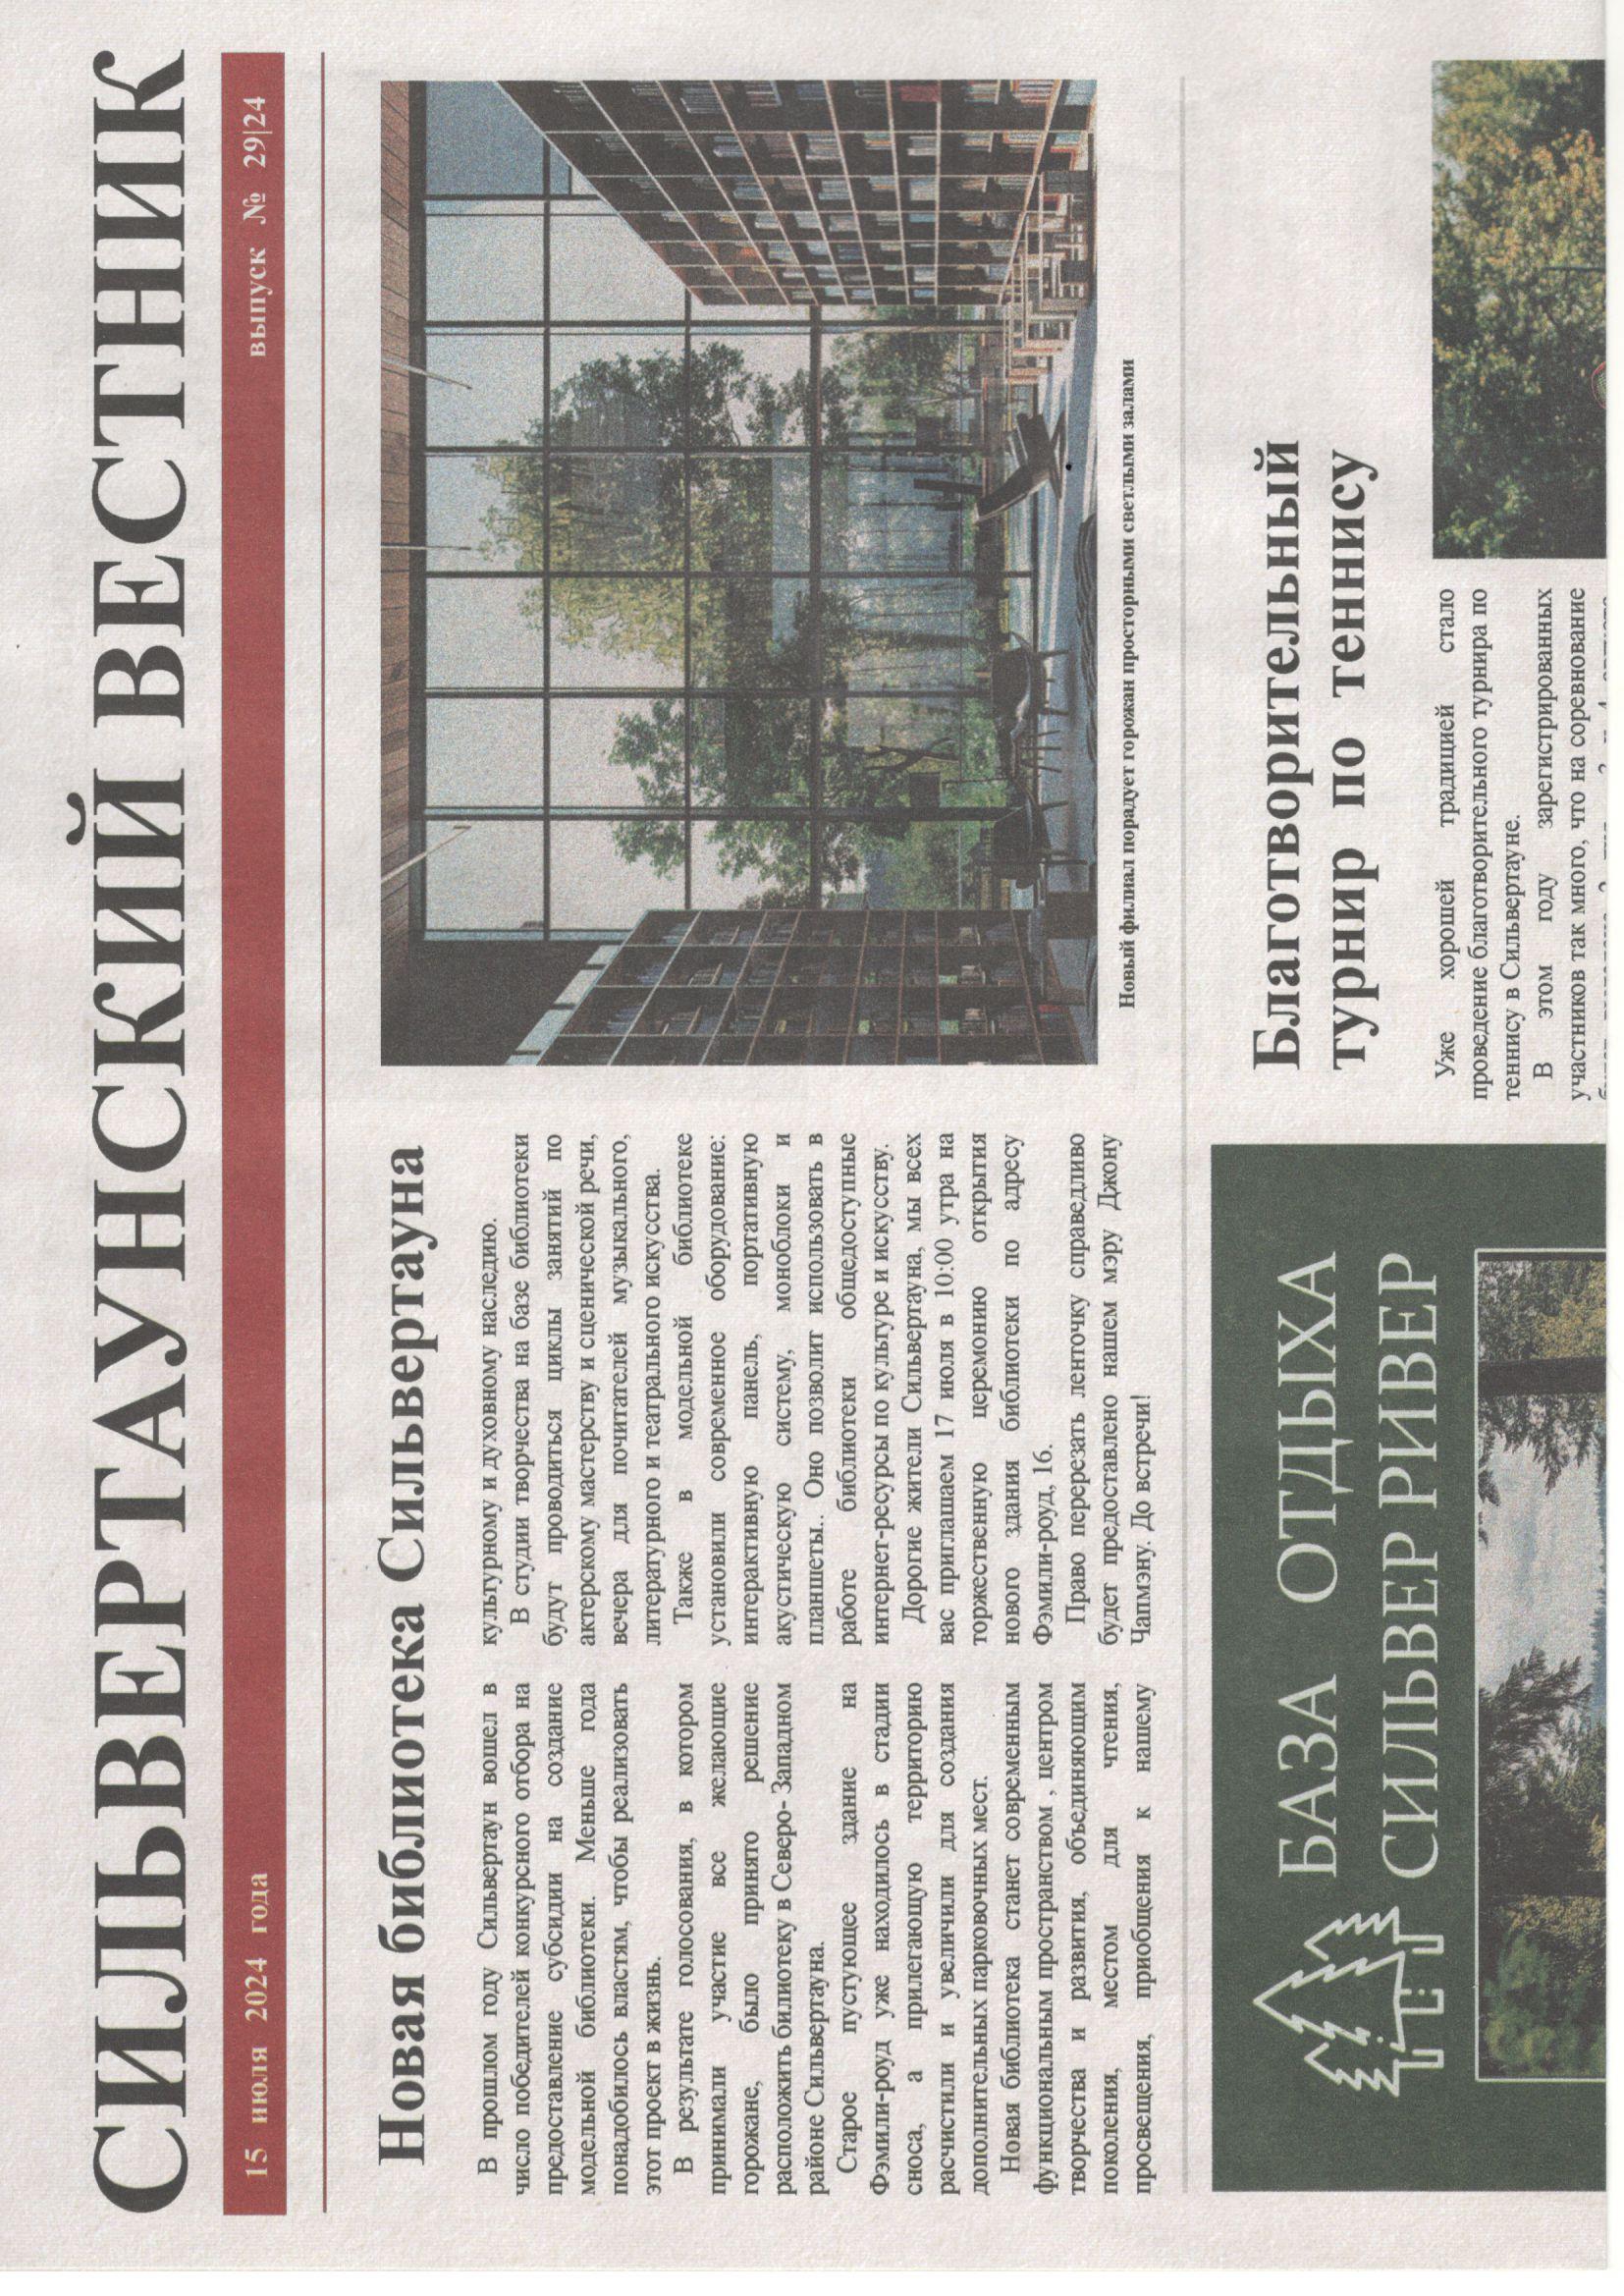 СИЛЬВЕРТАУНСКИЙ ВЕСТНИК
15 июля 2024 года
выпуск № 29|24
Новая библиотека Сильвертауна
В прошлом году Сильвертаун вошел в
число победителей конкурсного отбора на
предоставление субсидии на создание
модельной библиотеки. Меньше года
понадобилось властям, чтобы реализовать
этот проект в жизнь.
В результате голосования, в котором
принимали участие все желающие
горожане, было принято решение
расположить билиотеку в Северо- Западном
районе Сильвертауна.
Старое пустующее здание на
Фэмили-роуд уже находилось в стадии
сноса, а прилегающую территорию
расчистили и увеличили для создания
дополнительных парковочных мест.
Новая библиотека станет современным
функциональным пространством , центром
творчества и развития, объединяющим
поколения, местом для чтения,
просвещения, приобщения к нашему
культурному и духовному наследию.
В студии творчества на базе библиотеки
будут проводиться циклы занятий по
актерскому мастерству и сценической речи,
вечера для почитателей музыкального,
литературного и театрального искусства.
Также в модельной библиотеке
установили современное оборудование:
интерактивную панель, портативную
акустическую систему, моноблоки и
планшеты.. Оно позволит использовать в
работе библиотеки общедоступные
интернет-ресурсы по культуре и искусству.
Дорогие жители Сильвертауна, мы всех
вас приглашаем 17 июля в 10:00 утра на
торжественную церемонию открытия
нового здания библиотеки по адресу
Фэмили-роуд, 16.
Право перерезать ленточку справедливо
будет предоставлено нашем мэру Джону
Чапмэну. До встречи!
Новый филиал порадует горожан просторными светлыми залами
БАЗА ОТДЫХА
СИЛЬВЕР РИВЕР
Благотворительный
турнир по теннису
Уже хорошей традицией стало
проведение благотворительного турнира по
теннису в Сильвертауне.
В этом году зарегистрированных
участников так много, что на соревнование